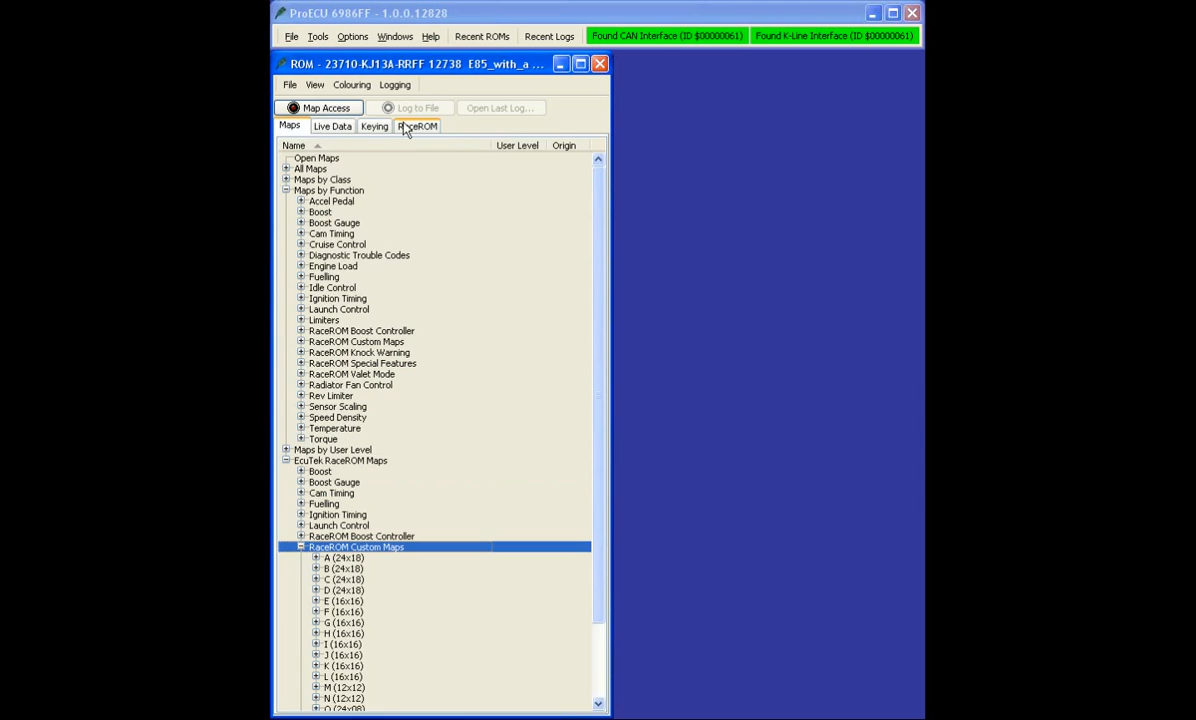 ProECU 6986FF - 1.0.0.12828
File Tools Options Windows Help Recent ROMs Recent Logs Found CAN Interface (ID $00000061) Found K-Line Interface (ID $00000061)
ROM - 23710-KJ13A-RRFF 12738 E85_with_a ...
File View Colouring Logging
Map Access Log to File Open Last Log...
Maps Live Data Keying RaceROM
Name User Level Origin
Open Maps
All Maps
Maps by Class
Maps by Function
Accel Pedal
Boost
Boost Gauge
Cam Timing
Cruise Control
Diagnostic Trouble Codes
Engine Load
Fuelling
Idle Control
Ignition Timing
Launch Control
Limiters
RaceROM Boost Controller
RaceROM Custom Maps
RaceROM Knock Warning
RaceROM Special Features
RaceROM Valet Mode
Radiator Fan Control
Rev Limiter
Sensor Scaling
Speed Density
Temperature
Torque
Maps by User Level
EcuTek RaceROM Maps
Boost
Boost Gauge
Cam Timing
Fuelling
Ignition Timing
Launch Control
RaceROM Boost Controller
RaceROM Custom Maps
A (24x18)
B (24x18)
C (24x18)
D (24x18)
E (16x16)
F (16x16)
G (16x16)
H (16x16)
I (16x16)
J (16x16)
K (16x16)
L (16x16)
M (12x12)
N (12x12)
O (24x08)